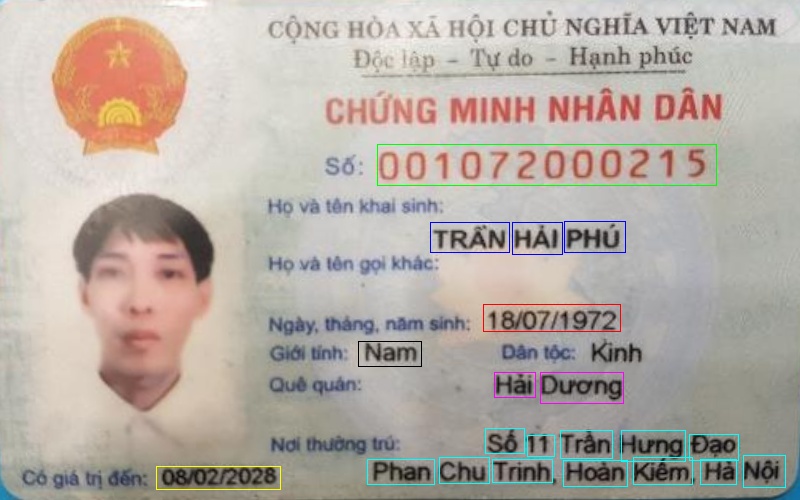 CỘNG HÒA XÃ HỘI CHỦ NGHĨA VIỆT NAM
Độc lập - Tự do - Hạnh phúc
CHỨNG MINH NHÂN DÂN
Số: 001072000215
Họ và tên khai sinh:
TRẦN HẢI PHÚ
Họ và tên gọi khác:
Ngày, tháng, năm sinh: 18/07/1972
Giới tính: Nam Dân tộc: Kinh
Quê quán: Hải Dương
Nơi thường trú: Số 11 Trần Hưng Đạo
Phan Chu Trinh, Hoàn Kiếm, Hà Nội
Có giá trị đến: 08/02/2028